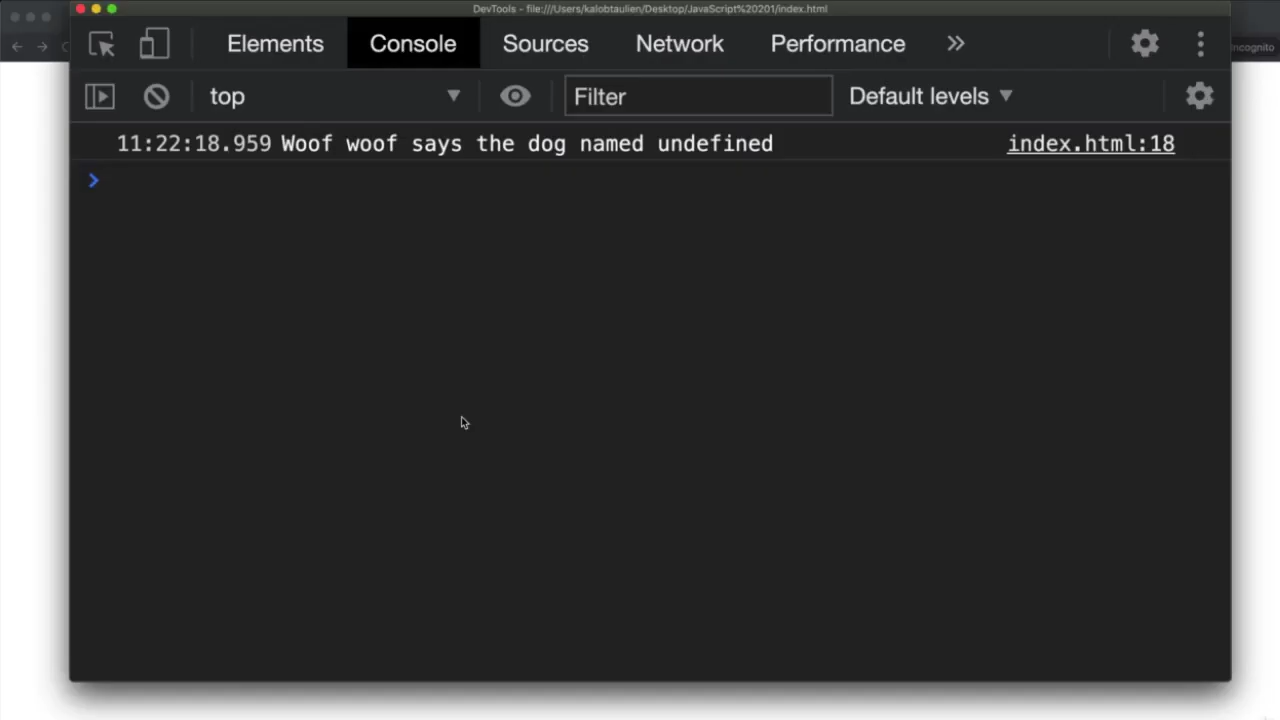 DevTools - file:///Users/kalobtaulien/Desktop/JavaScript%20201/index.html
Elements Console Sources Network Performance »
Incognito
top Filter Default levels
11:22:18.959 Woof woof says the dog named undefined index.html:18